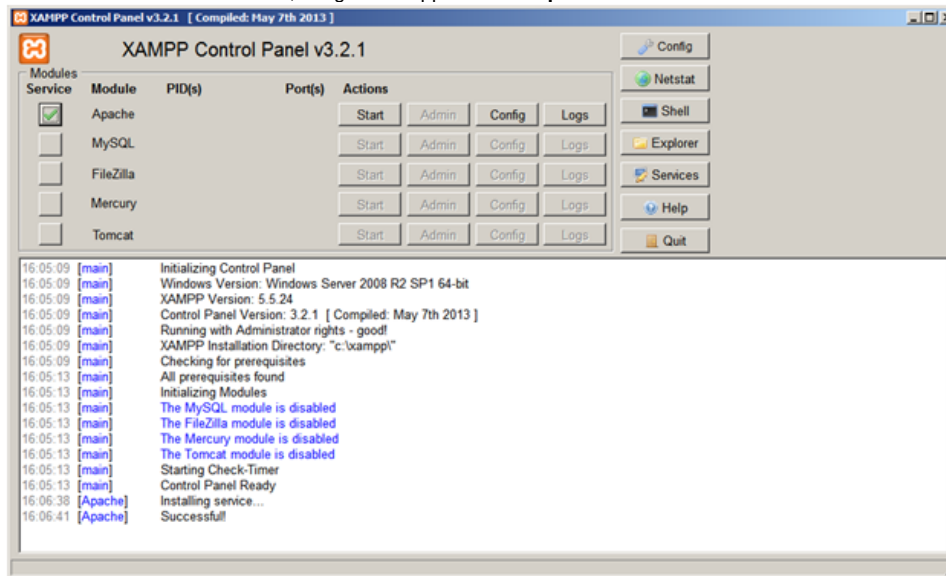 XAMPP Control Panel v3.2.1 [ Compiled: May 7th 2013 ]
XAMPP Control Panel v3.2.1
Config
Modules
Service Module PID(s) Port(s) Actions
Netstat
Apache Start Admin Config Logs
Shell
MySQL Start Admin Config Logs
Explorer
FileZilla Start Admin Config Logs
Services
Mercury Start Admin Config Logs
Help
Tomcat Start Admin Config Logs
Quit
16:05:09 [main] Initializing Control Panel
16:05:09 [main] Windows Version: Windows Server 2008 R2 SP1 64-bit
16:05:09 [main] XAMPP Version: 5.5.24
16:05:09 [main] Control Panel Version: 3.2.1 [ Compiled: May 7th 2013 ]
16:05:09 [main] Running with Administrator rights - good!
16:05:09 [main] XAMPP Installation Directory: "c:\xampp\"
16:05:09 [main] Checking for prerequisites
16:05:13 [main] All prerequisites found
16:05:13 [main] Initializing Modules
16:05:13 [main] The MySQL module is disabled
16:05:13 [main] The FileZilla module is disabled
16:05:13 [main] The Mercury module is disabled
16:05:13 [main] The Tomcat module is disabled
16:05:13 [main] Starting Check-Timer
16:05:13 [main] Control Panel Ready
16:06:38 [Apache] Installing service...
16:06:41 [Apache] Successful!